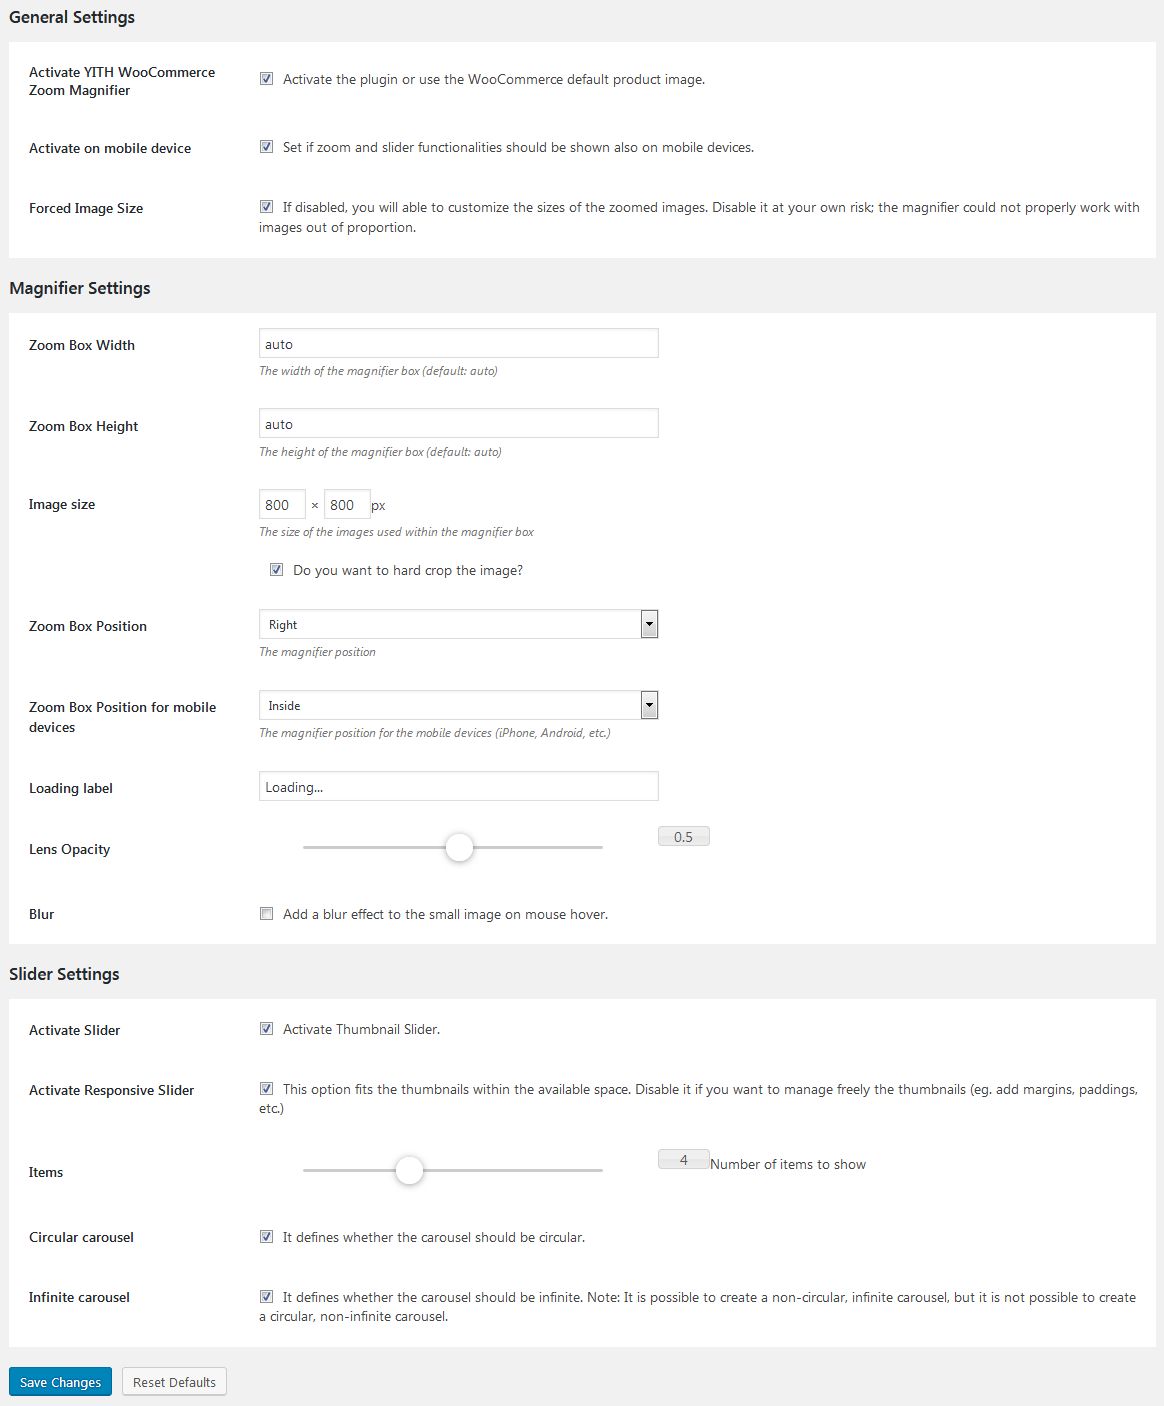 General Settings
Activate YITH WooCommerce
Zoom Magnifier
Activate the plugin or use the WooCommerce default product image.
Activate on mobile device
Set if zoom and slider functionalities should be shown also on mobile devices.
Forced Image Size
If disabled, you will able to customize the sizes of the zoomed images. Disable it at your own risk; the magnifier could not properly work with
images out of proportion.
Magnifier Settings
Zoom Box Width
auto
The width of the magnifier box (default: auto)
Zoom Box Height
auto
The height of the magnifier box (default: auto)
Image size
800 × 800 px
The size of the images used within the magnifier box
Do you want to hard crop the image?
Zoom Box Position
Right
The magnifier position
Zoom Box Position for mobile
devices
Inside
The magnifier position for the mobile devices (iPhone, Android, etc.)
Loading label
Loading...
Lens Opacity
0.5
Blur
Add a blur effect to the small image on mouse hover.
Slider Settings
Activate Slider
Activate Thumbnail Slider.
Activate Responsive Slider
This option fits the thumbnails within the available space. Disable it if you want to manage freely the thumbnails (eg. add margins, paddings,
etc.)
Items
4 Number of items to show
Circular carousel
It defines whether the carousel should be circular.
Infinite carousel
It defines whether the carousel should be infinite. Note: It is possible to create a non-circular, infinite carousel, but it is not possible to create
a circular, non-infinite carousel.
Save Changes
Reset Defaults